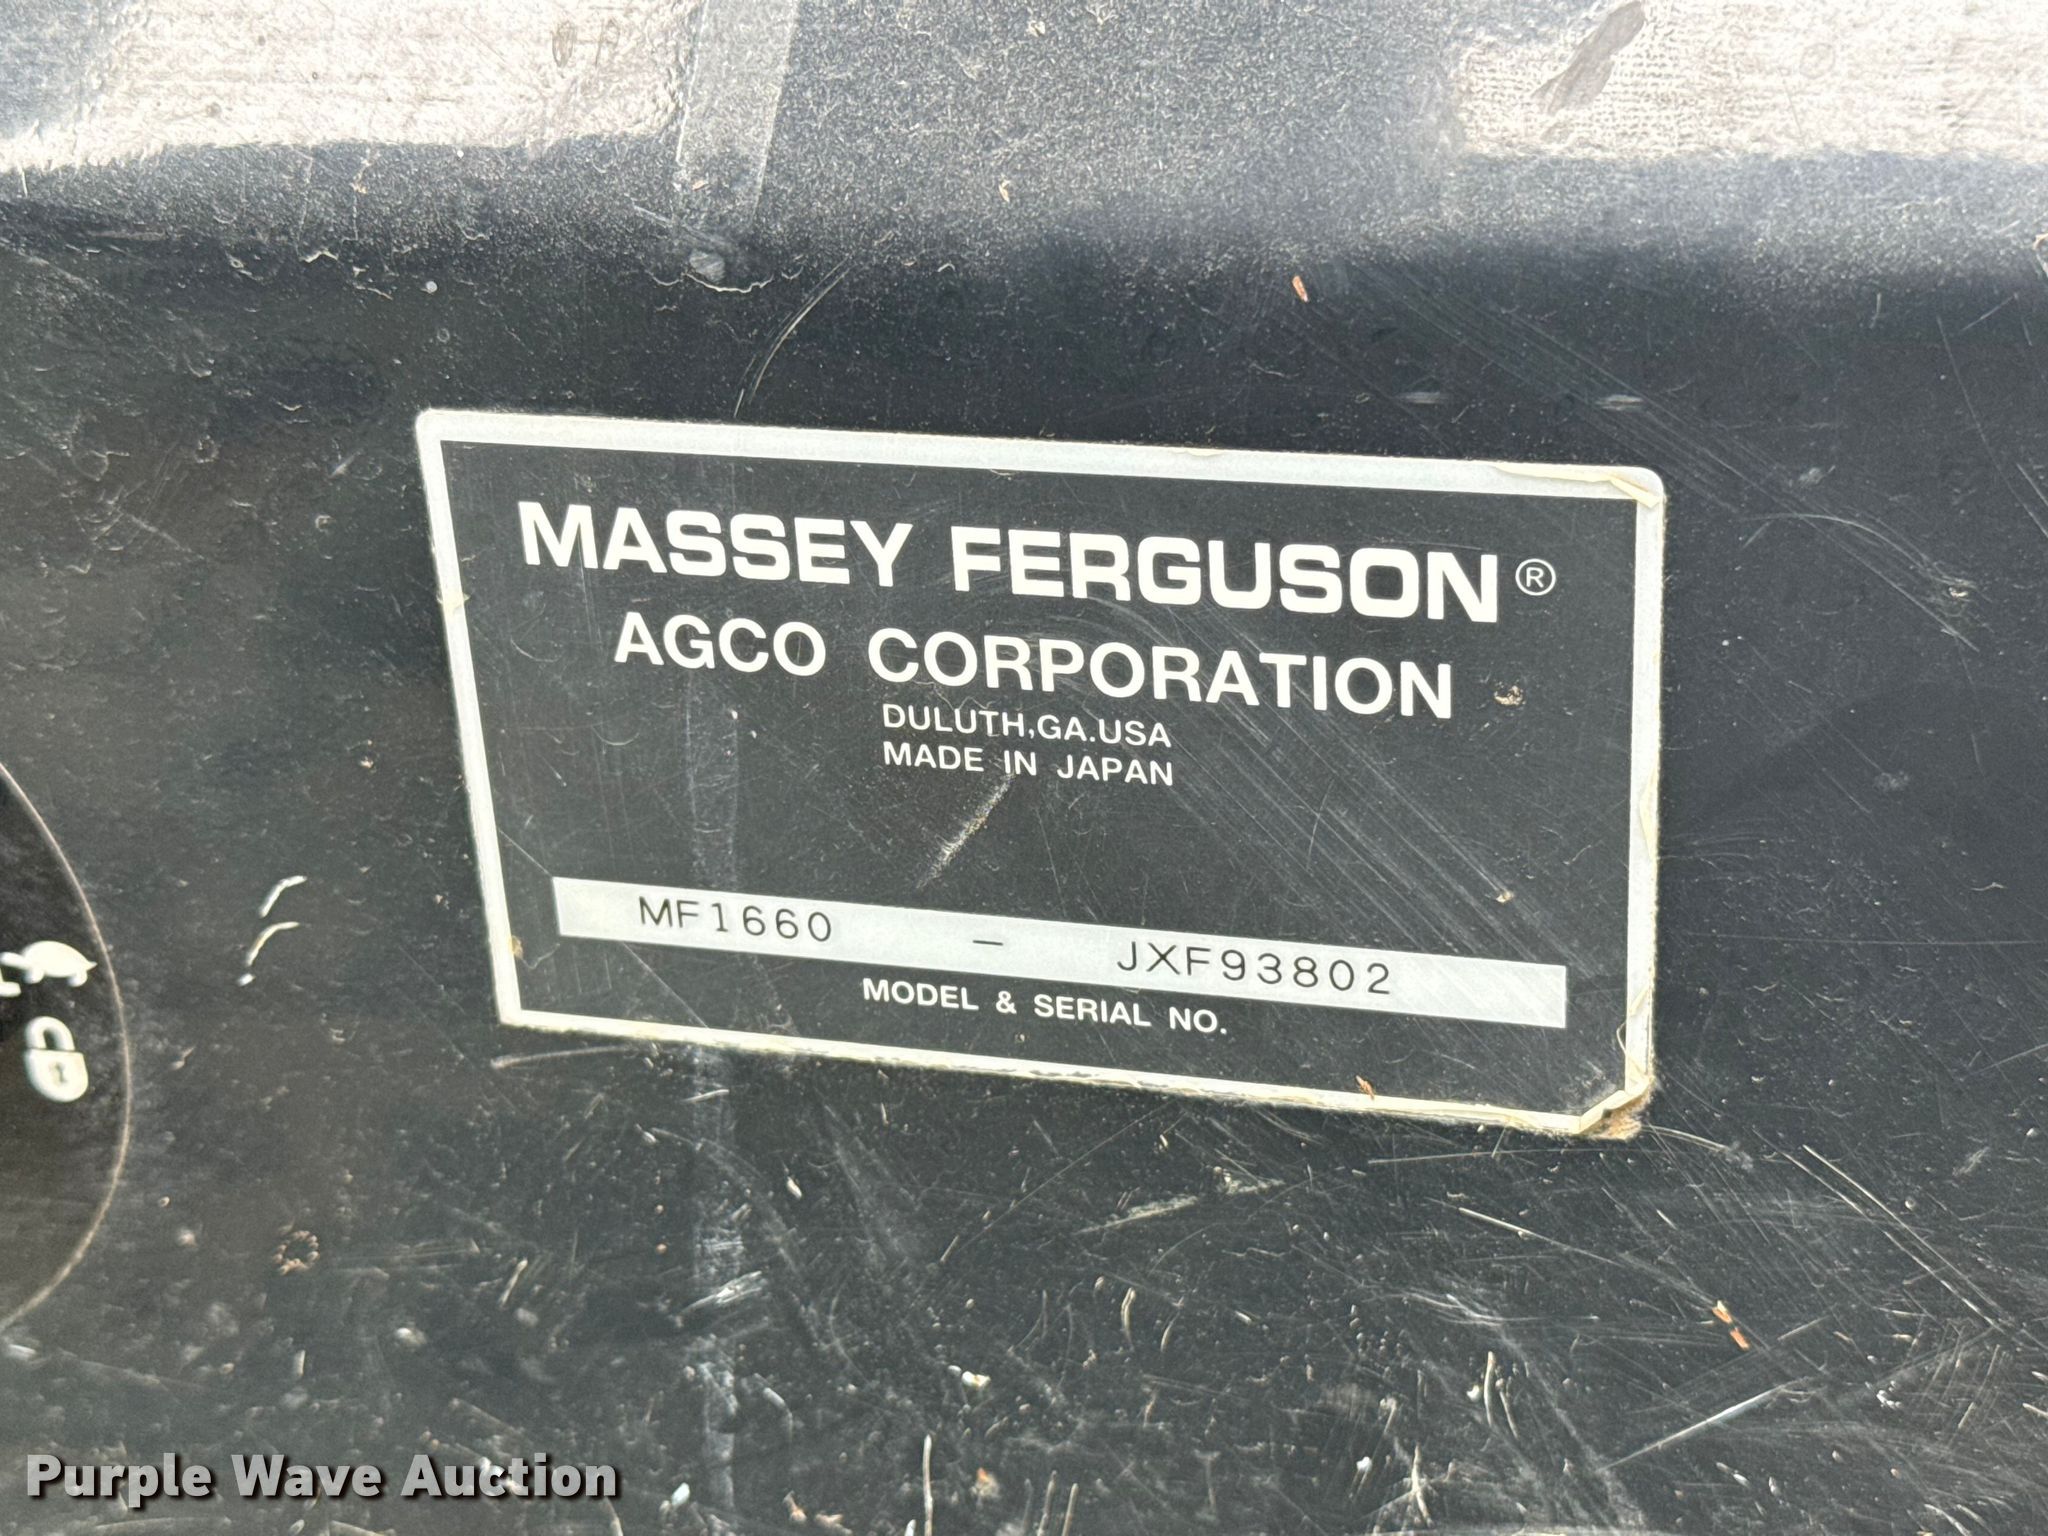 MASSEY FERGUSON®
AGCO CORPORATION
DULUTH,GA.USA
MADE IN JAPAN
MF1660 - JXF93802
MODEL & SERIAL NO.
Purple Wave Auction